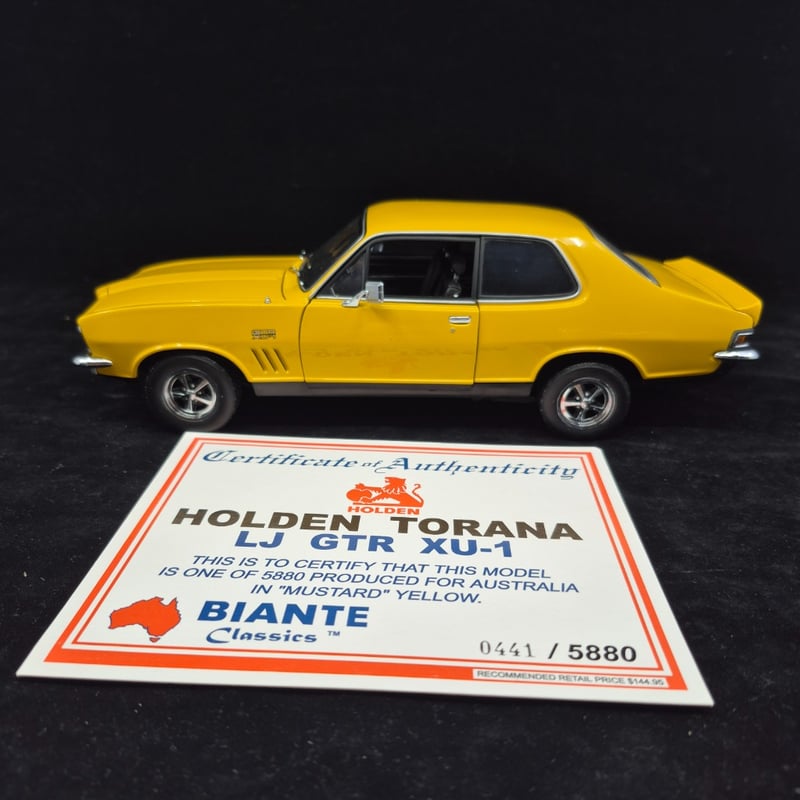 Certificate of Authenticity
HOLDEN
HOLDEN TORANA
LJ GTR XU-1
THIS IS TO CERTIFY THAT THIS MODEL
IS ONE OF 5880 PRODUCED FOR AUSTRALIA
IN "MUSTARD" YELLOW.
BIANTE
Classics ™
0441 / 5880
RECOMMENDED RETAIL PRICE $144.95